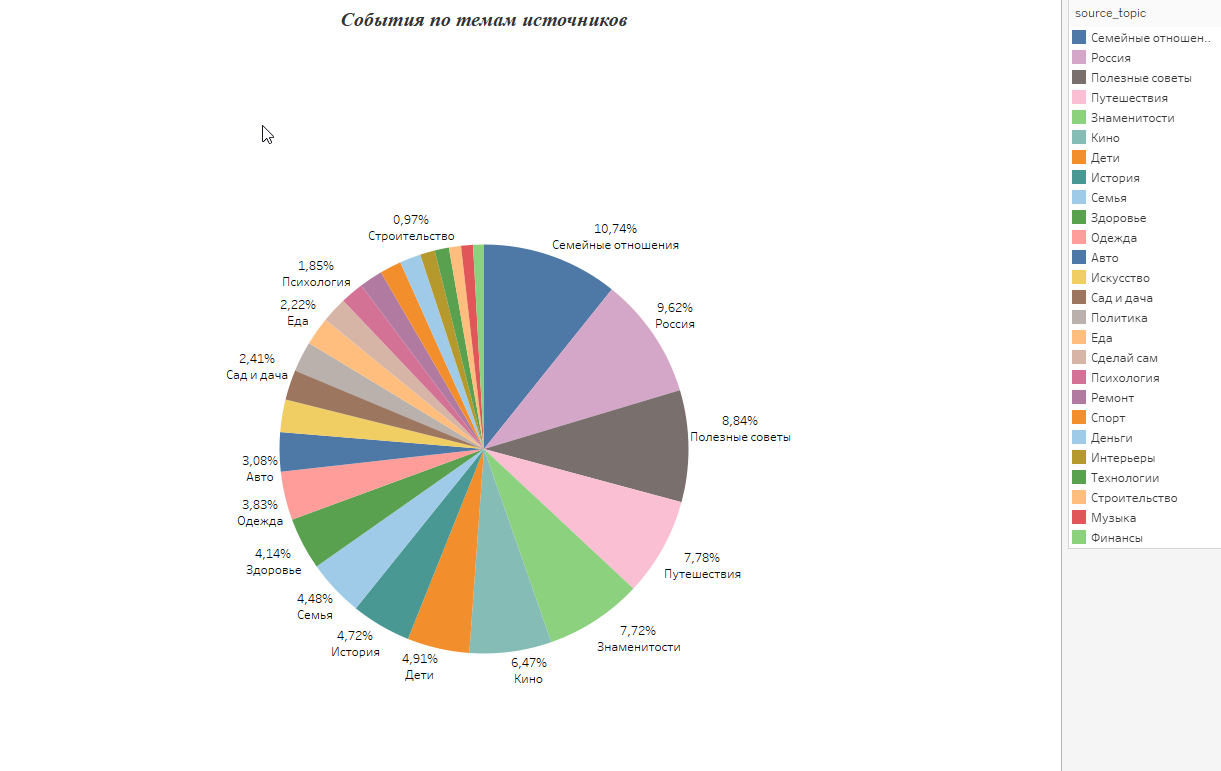 События по темам источников
0,97%
Строительство
10,74%
Семейные отношения
1,85%
Психология
9,62%
Россия
2,22%
Еда
2,41%
Сад и дача
8,84%
Полезные советы
3,08%
Авто
3,83%
Одежда
4,14%
Здоровье
7,78%
Путешествия
4,48%
Семья
4,72%
История
7,72%
Знаменитости
4,91%
Дети
6,47%
Кино
source_topic
Семейные отношен..
Россия
Полезные советы
Путешествия
Знаменитости
Кино
Дети
История
Семья
Здоровье
Одежда
Авто
Искусство
Сад и дача
Политика
Еда
Сделай сам
Психология
Ремонт
Спорт
Деньги
Интерьеры
Технологии
Строительство
Музыка
Финансы